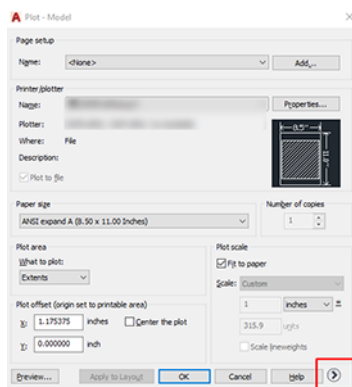 Plot - Model
Page setup
Name: <None> Add...
Printer/plotter
Name: Properties...
Plotter:
Where: File
Description:
Plot to file
8.5"
11.0"
Paper size Number of copies
ANSI expand A (8.50 x 11.00 Inches) 1
Plot area Plot scale
What to plot: Fit to paper
Extents Scale: Custom
1 inches =
Plot offset (origin set to printable area)
X: 1.175375 inches Center the plot 315.9 units
Y: 0.000000 inch Scale lineweights
Preview... Apply to Layout OK Cancel Help